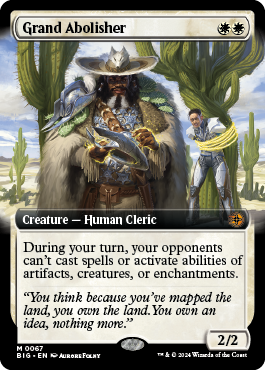 Grand Abolisher
Creature — Human Cleric
During your turn, your opponents
can't cast spells or activate abilities of
artifacts, creatures, or enchantments.
“You think because you've mapped the
land, you own the land. You own an
idea, nothing more.”
2/2
M 0067
BIG • EN Aurore Folny
™ & © 2024 Wizards of the Coast